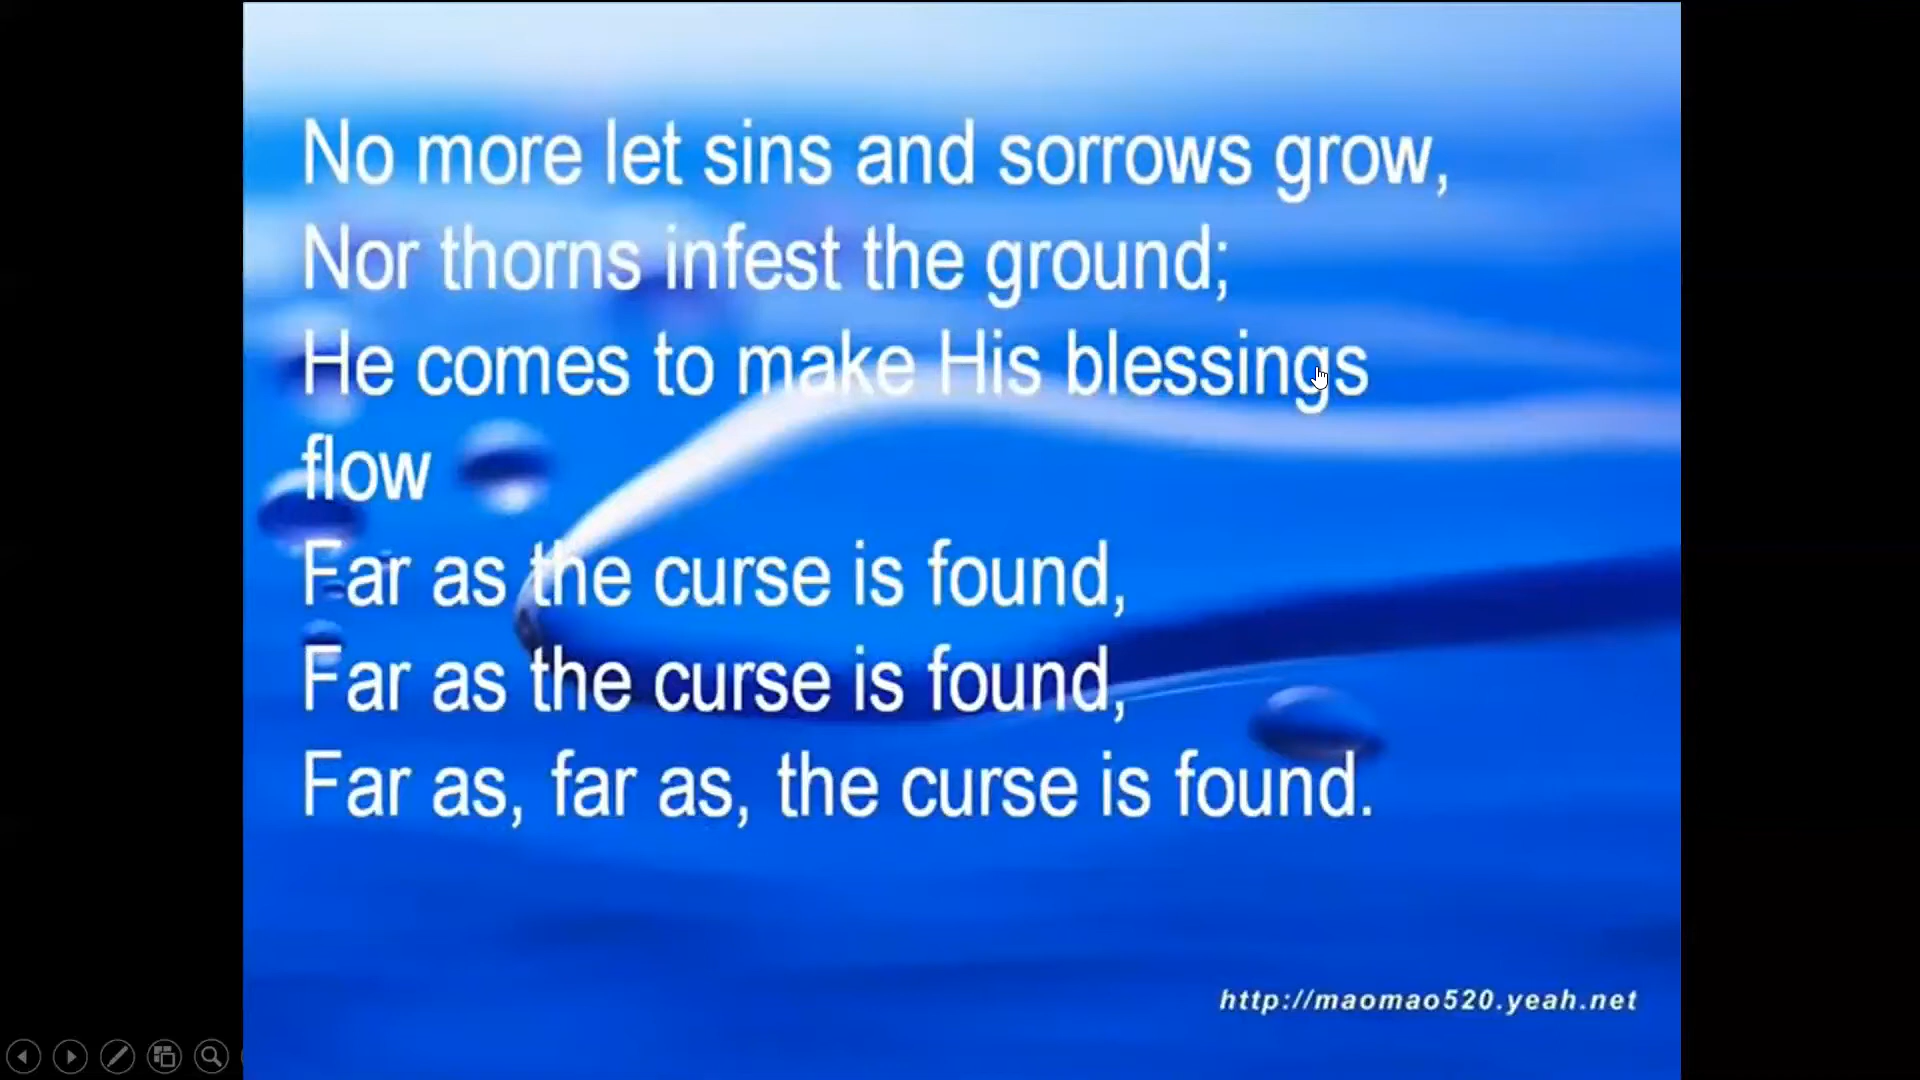 No more let sins and sorrows grow,
Nor thorns infest the ground;
He comes to make His blessings
flow
Far as the curse is found,
Far as the curse is found,
Far as, far as, the curse is found.
http://maomao520.yeah.net